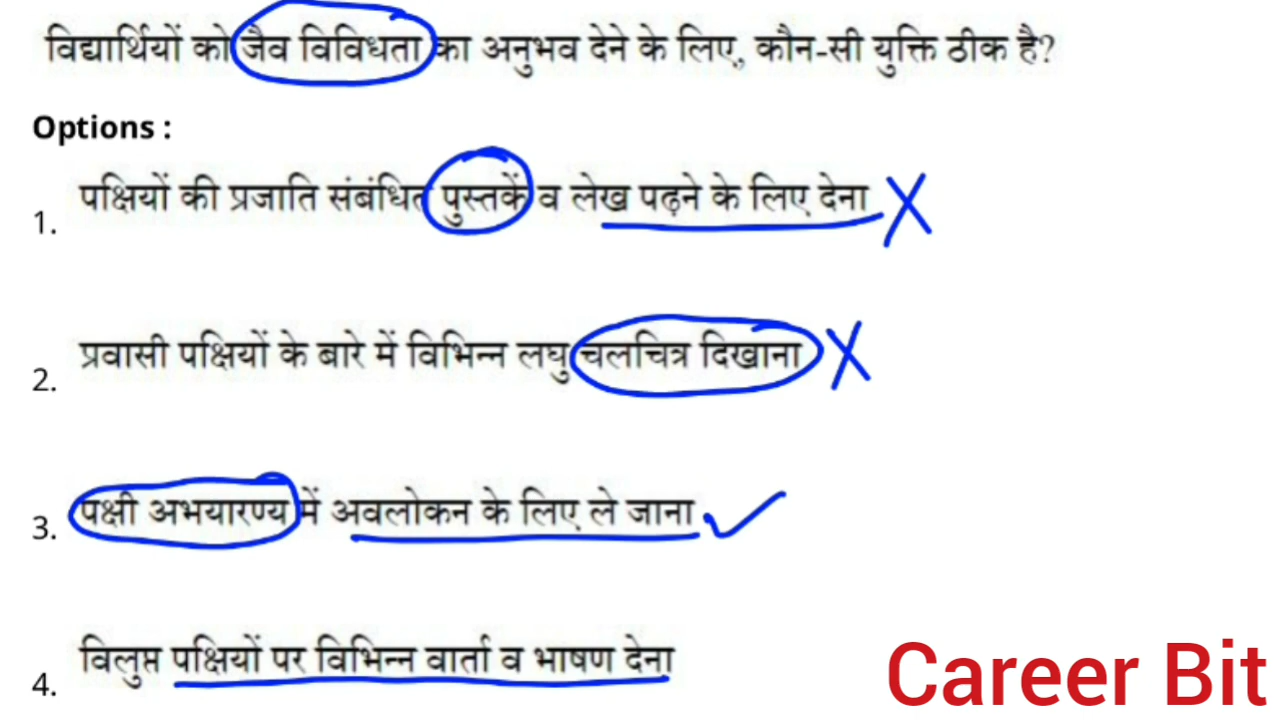 विद्यार्थियों को जैव विविधता का अनुभव देने के लिए, कौन-सी युक्ति ठीक है?
Options :
1. पक्षियों की प्रजाति संबंधित पुस्तकें व लेख पढ़ने के लिए देना
2. प्रवासी पक्षियों के बारे में विभिन्न लघु चलचित्र दिखाना
3. पक्षी अभयारण्य में अवलोकन के लिए ले जाना
4. विलुप्त पक्षियों पर विभिन्न वार्ता व भाषण देना
Career Bit